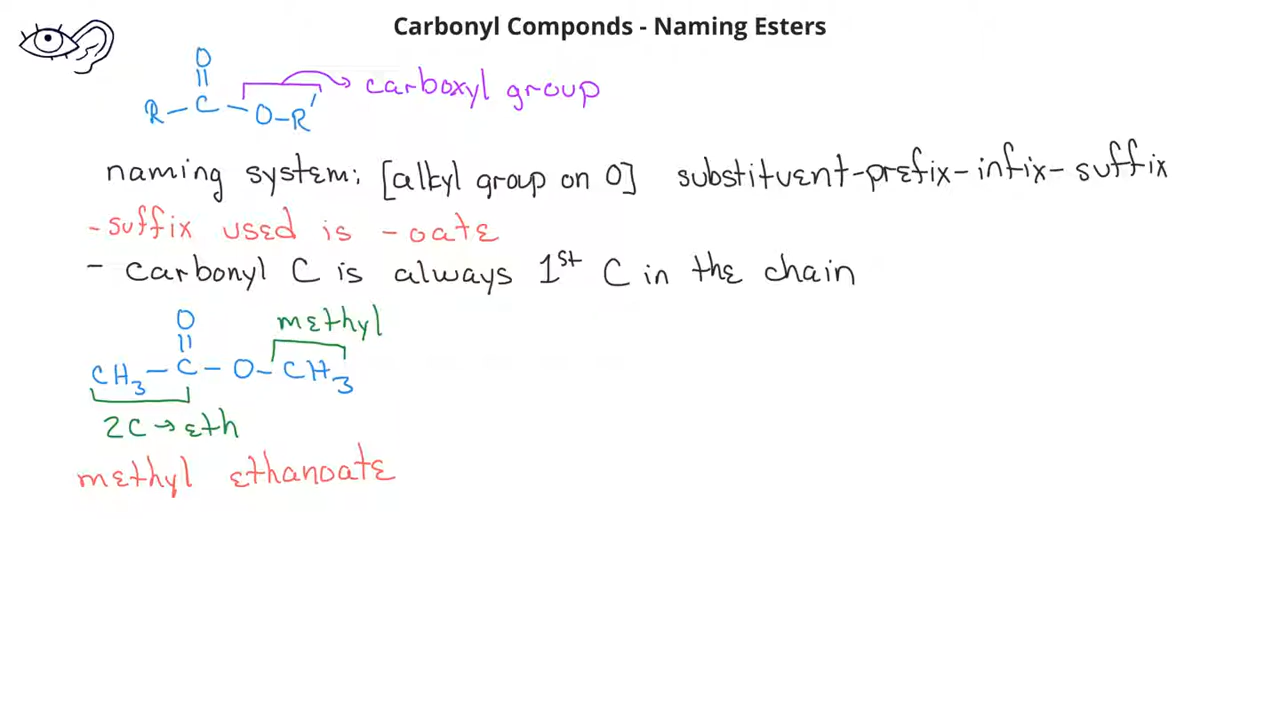 Carbonyl Componds - Naming Esters
O
||
R-C-O-R' → carboxyl group
naming system: [alkyl group on O] substituent-prefix-infix-suffix
-suffix used is -oate
- carbonyl C is always 1st C in the chain
O methyl
||
CH3-C-O-CH3
2C→eth
methyl ethanoate